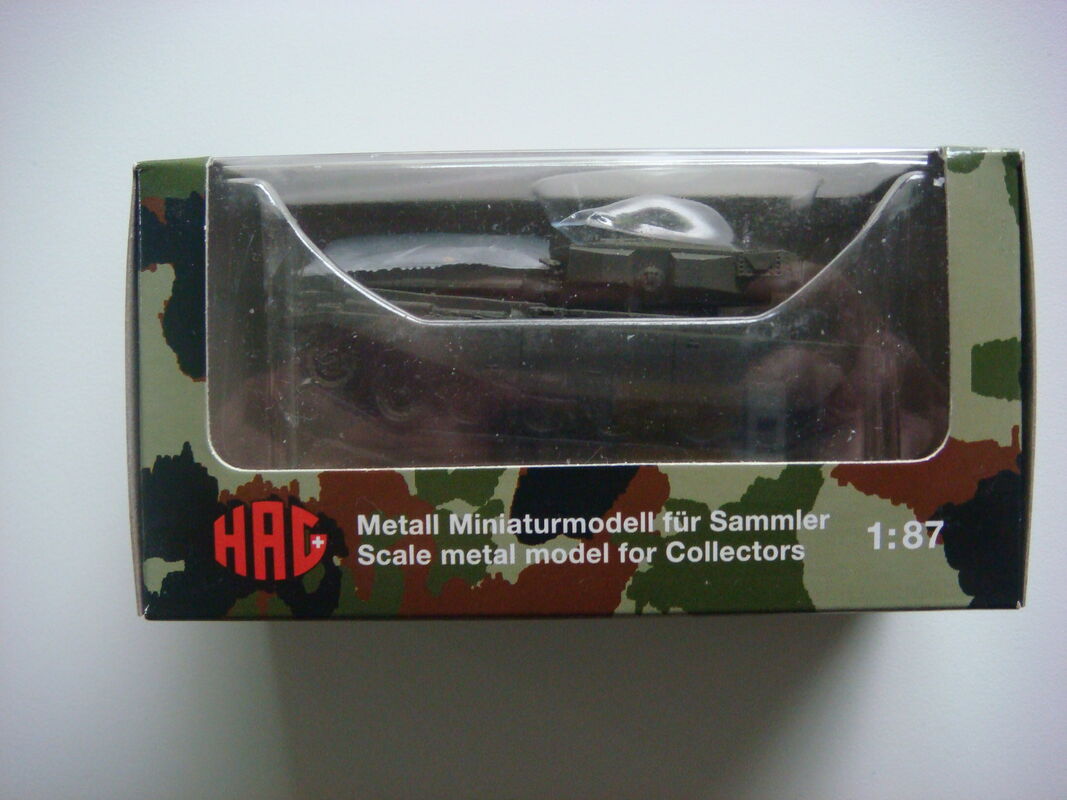 HAG
Metall Miniaturmodell für Sammler
Scale metal model for Collectors
1:87